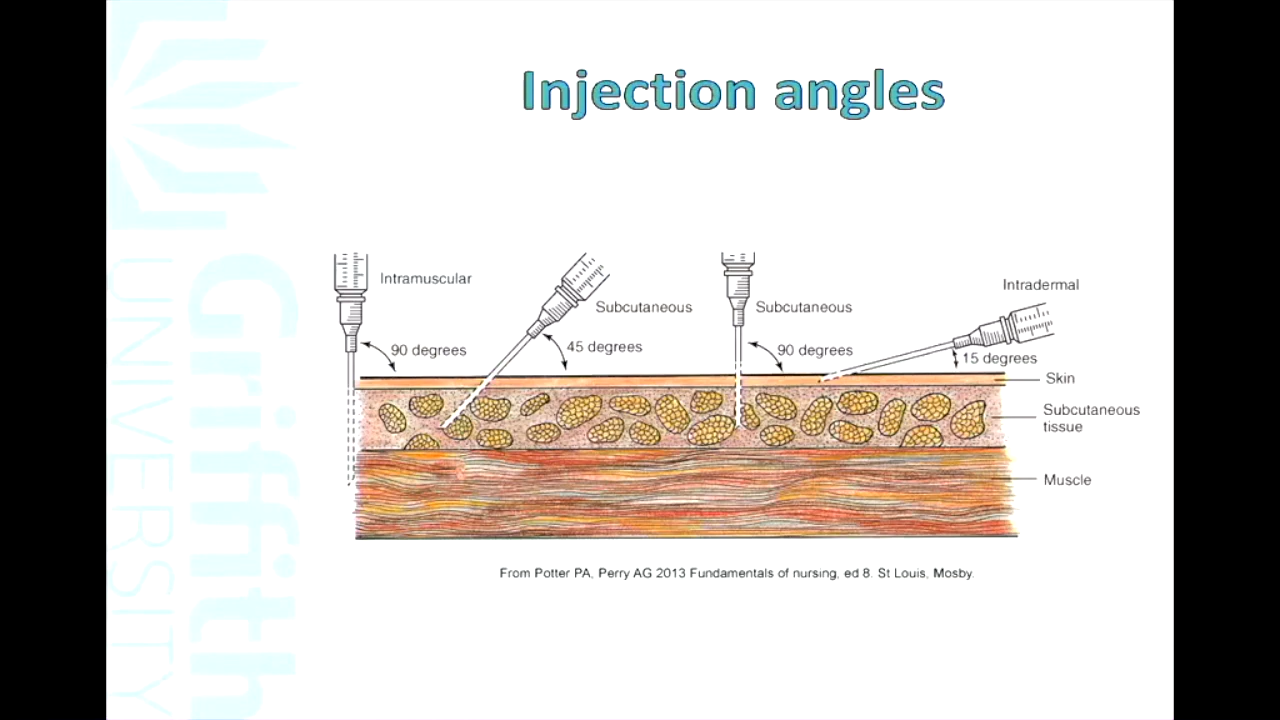 Injection angles
Intramuscular
90 degrees
Subcutaneous
45 degrees
Subcutaneous
90 degrees
Intradermal
15 degrees
Skin
Subcutaneous
tissue
Muscle
From Potter PA, Perry AG 2013 Fundamentals of nursing, ed 8. St Louis, Mosby.
Griffith
UNIVERSITY